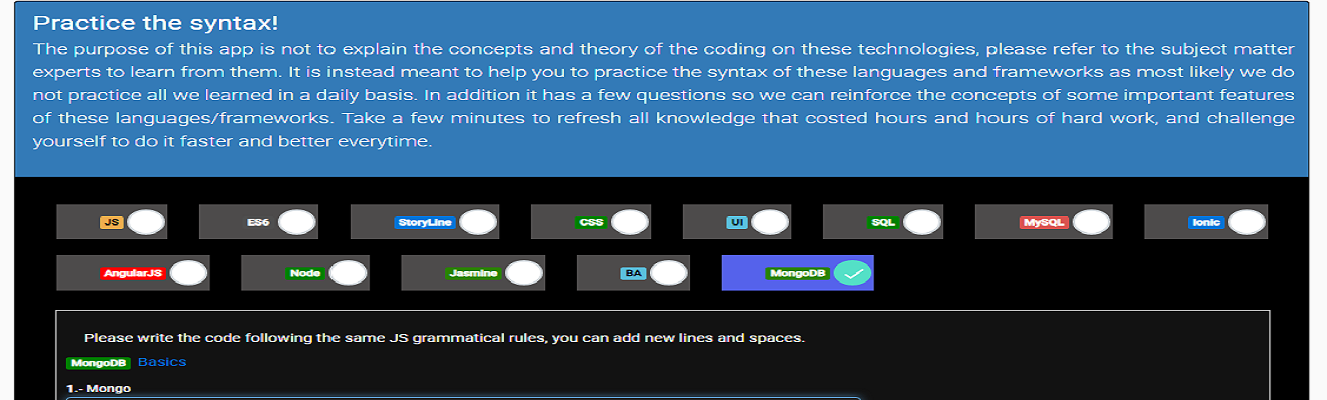 Practice the syntax!
The purpose of this app is not to explain the concepts and theory of the coding on these technologies, please refer to the subject matter
experts to learn from them. It is instead meant to help you to practice the syntax of these languages and frameworks as most likely we do
not practice all we learned in a daily basis. In addition it has a few questions so we can reinforce the concepts of some important features
of these languages/frameworks. Take a few minutes to refresh all knowledge that costed hours and hours of hard work, and challenge
yourself to do it faster and better everytime.
JS ES6 StoryLine CSS UI SQL MySQL Ionic
AngularJS Node Jasmine BA MongoDB
Please write the code following the same JS grammatical rules, you can add new lines and spaces.
MongoDB Basics
1.- Mongo